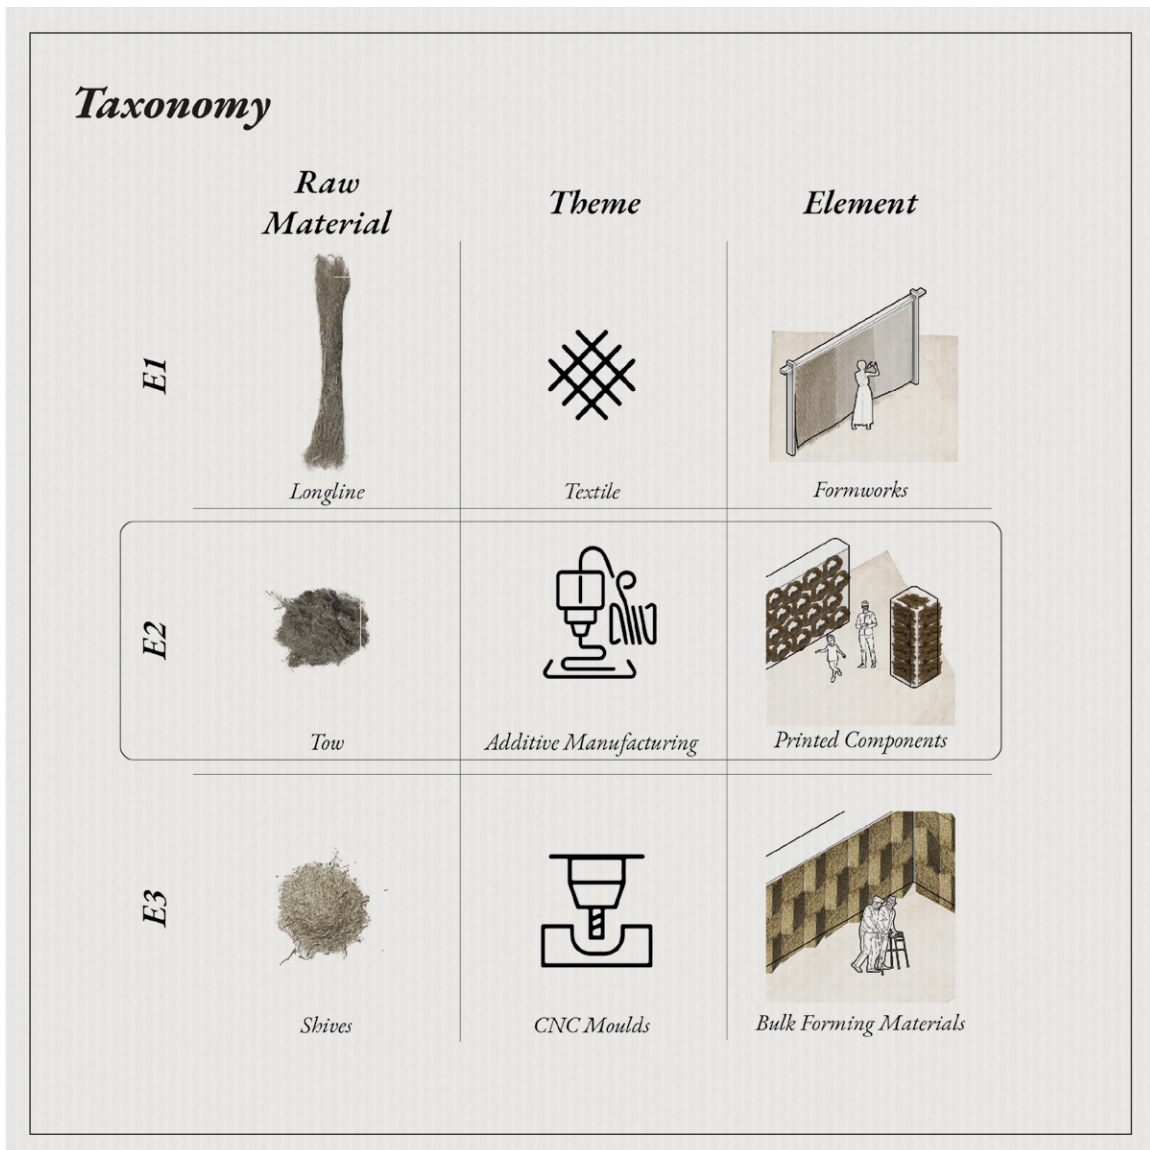 Taxonomy
Raw
Material
Theme
Element
E1
Longline
Textile
Formworks
E2
Tow
Additive Manufacturing
Printed Components
E3
Shives
CNC Moulds
Bulk Forming Materials